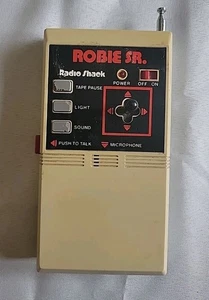 ROBIE SR.
Radio Shack
POWER OFF ON
TAPE PAUSE
LIGHT
SOUND
PUSH TO TALK MICROPHONE